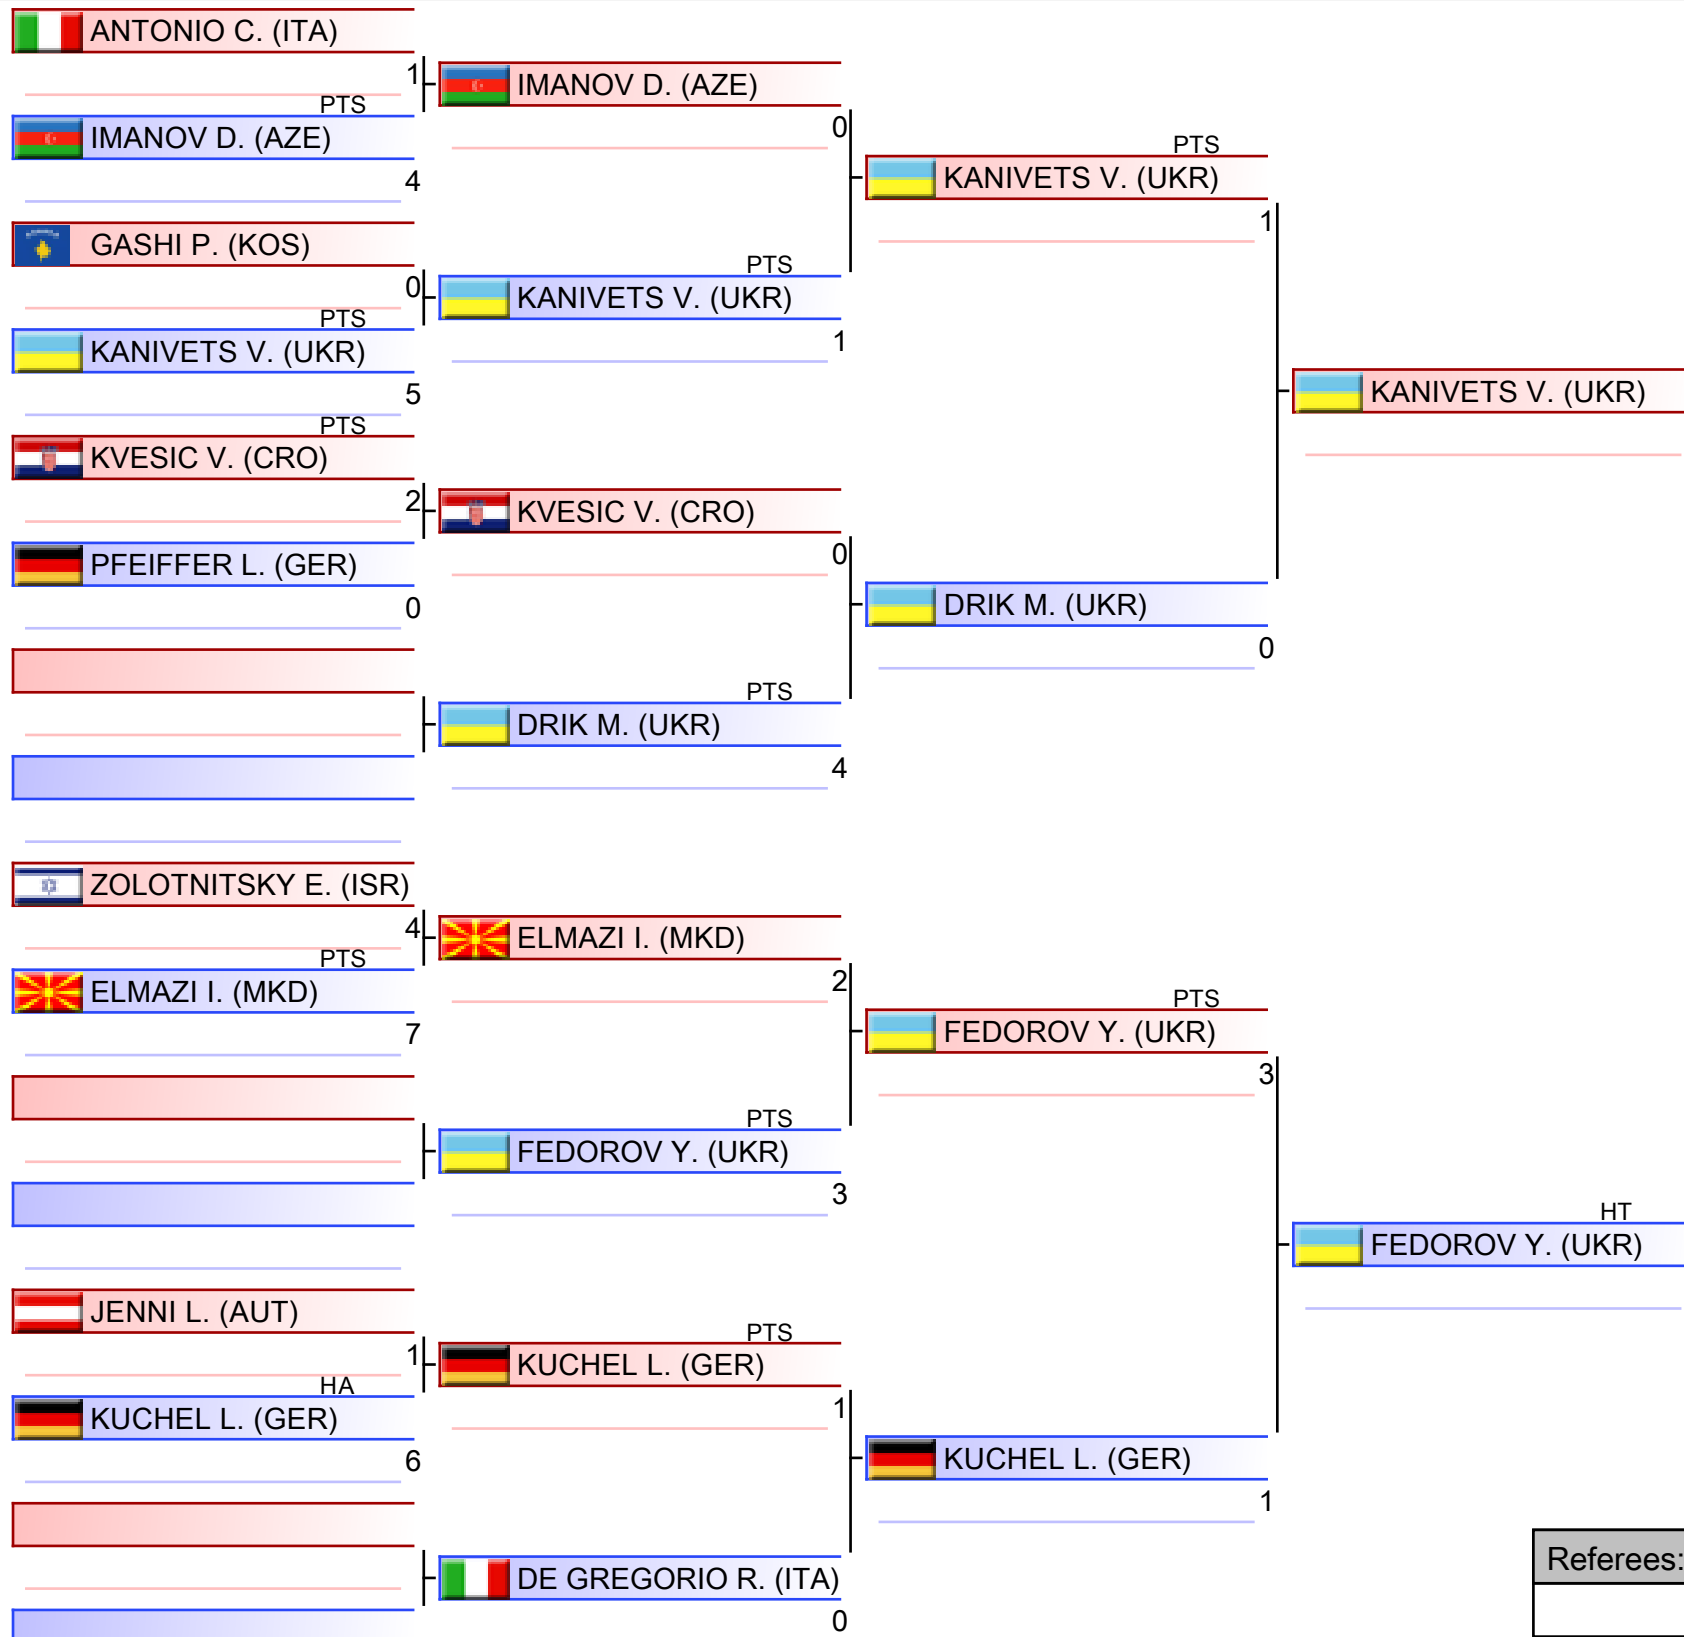 ANTONIO C. (ITA)
1
PTS
IMANOV D. (AZE)
4
GASHI P. (KOS)
0
PTS
KANIVETS V. (UKR)
5
PTS
KVESIC V. (CRO)
2
PFEIFFER L. (GER)
0
ZOLOTNITSKY E. (ISR)
4
PTS
ELMAZI I. (MKD)
7
JENNI L. (AUT)
1
HA
KUCHEL L. (GER)
6
IMANOV D. (AZE)
0
PTS
KANIVETS V. (UKR)
1
KVESIC V. (CRO)
0
PTS
DRIK M. (UKR)
4
ELMAZI I. (MKD)
2
PTS
FEDOROV Y. (UKR)
3
PTS
KUCHEL L. (GER)
1
DE GREGORIO R. (ITA)
0
PTS
KANIVETS V. (UKR)
1
DRIK M. (UKR)
0
PTS
FEDOROV Y. (UKR)
3
KUCHEL L. (GER)
1
KANIVETS V. (UKR)
HT
FEDOROV Y. (UKR)
Referees: